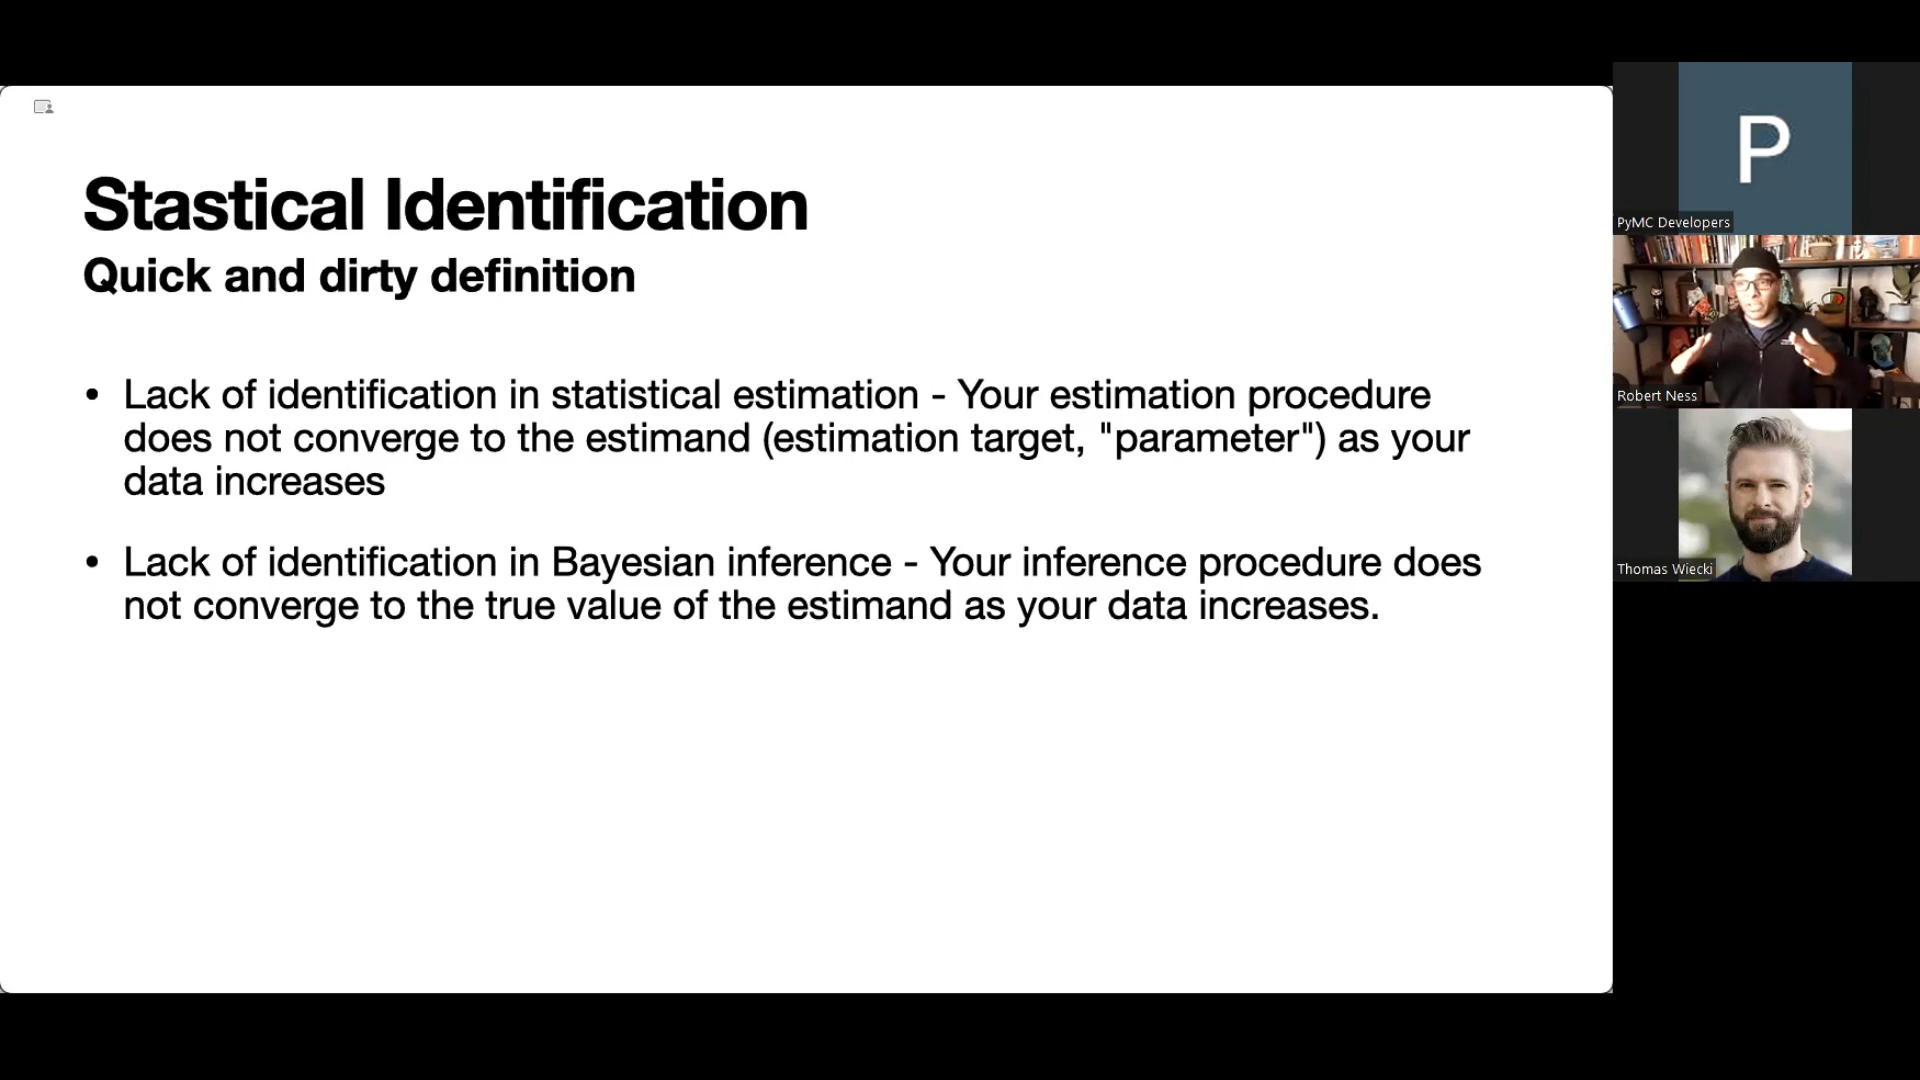 Stastical Identification
Quick and dirty definition
• Lack of identification in statistical estimation - Your estimation procedure
does not converge to the estimand (estimation target, "parameter") as your
data increases
• Lack of identification in Bayesian inference - Your inference procedure does
not converge to the true value of the estimand as your data increases.
P
PyMC Developers
Robert Ness
Thomas Wiecki